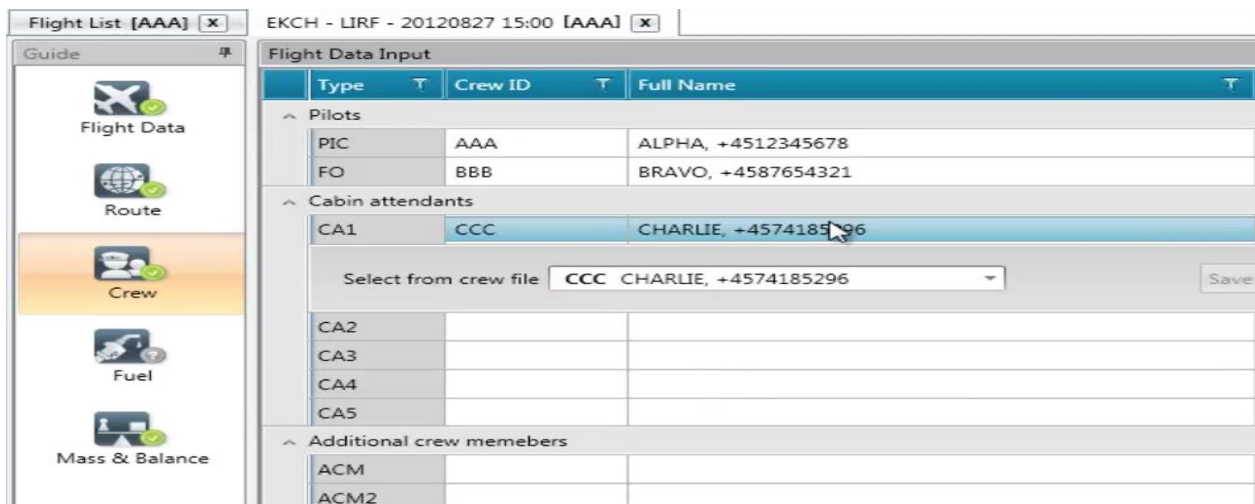 Flight List [AAA] x EKCH - LIRF - 20120827 15:00 [AAA] x
Guide
Flight Data
Route
Crew
Fuel
Mass & Balance
Flight Data Input
Type Crew ID Full Name
Pilots
PIC AAA ALPHA, +4512345678
FO BBB BRAVO, +4587654321
Cabin attendants
CA1 CCC CHARLIE, +4574185296
Select from crew file CCC CHARLIE, +4574185296 Save
CA2
CA3
CA4
CA5
Additional crew memebers
ACM
ACM2